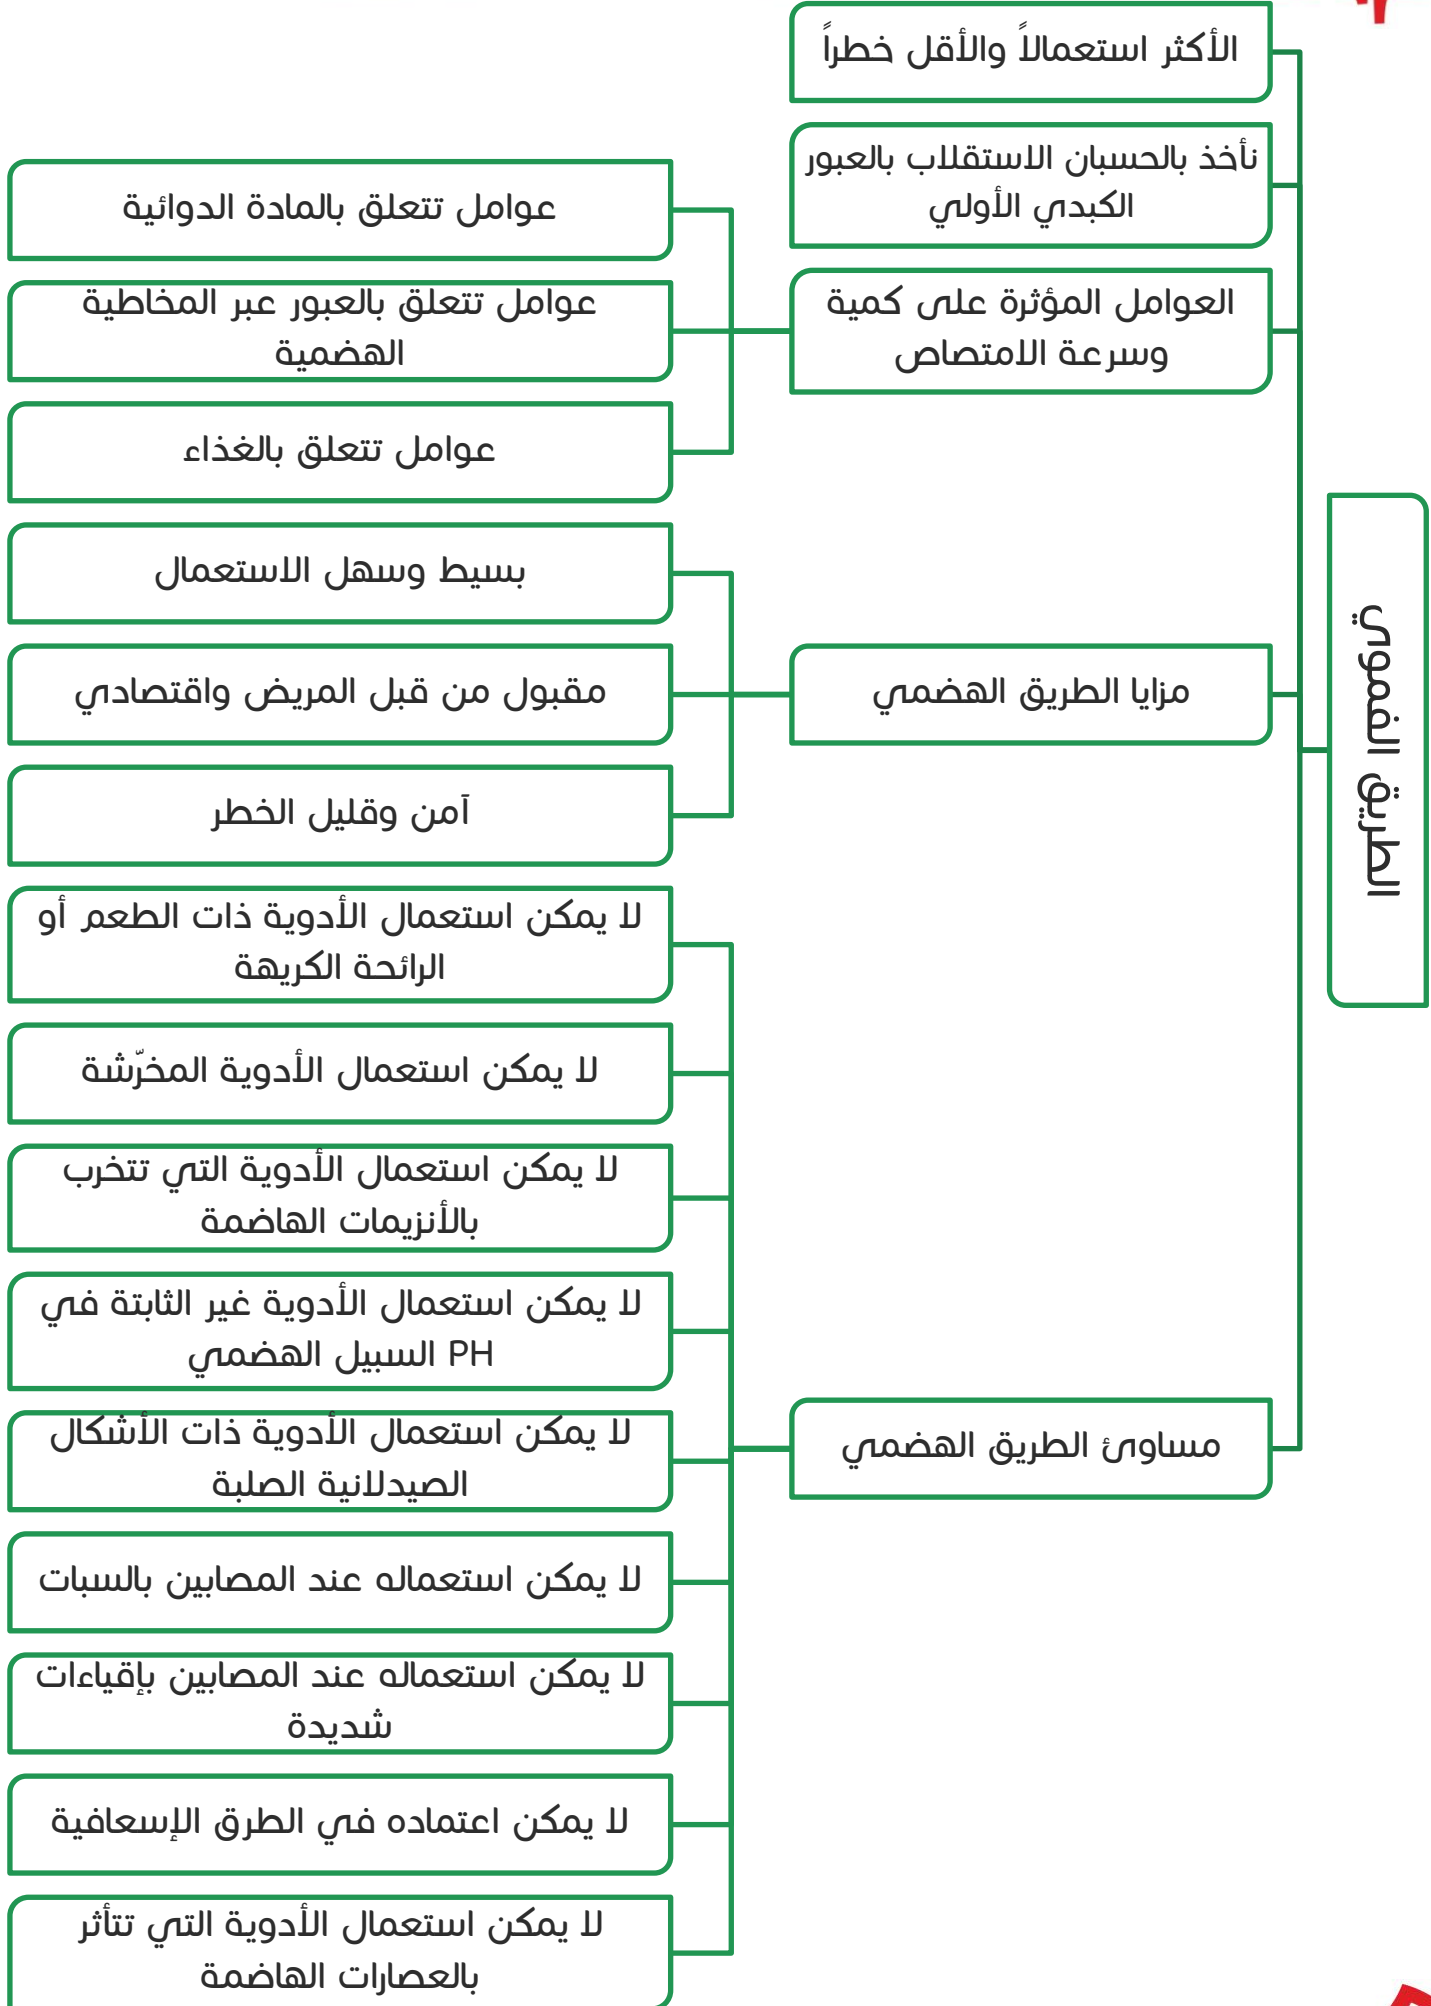 الطريق الفموي
الأكثر استعمالاً والأقل خطراً
نأخذ بالحسبان الاستقلاب بالعبور
الكبدي الأولي
العوامل المؤثرة على كمية
وسرعة الامتصاص
عوامل تتعلق بالمادة الدوائية
عوامل تتعلق بالعبور عبر المخاطية
الهضمية
عوامل تتعلق بالغذاء
مزايا الطريق الهضمي
بسيط وسهل الاستعمال
مقبول من قبل المريض واقتصادي
آمن وقليل الخطر
مساوئ الطريق الهضمي
لا يمكن استعمال الأدوية ذات الطعم أو
الرائحة الكريهة
لا يمكن استعمال الأدوية المخرّشة
لا يمكن استعمال الأدوية التي تتخرب
بالأنزيمات الهاضمة
لا يمكن استعمال الأدوية غير الثابتة في
PH السبيل الهضمي
لا يمكن استعمال الأدوية ذات الأشكال
الصيدلانية الصلبة
لا يمكن استعماله عند المصابين بالسبات
لا يمكن استعماله عند المصابين بإقياءات
شديدة
لا يمكن اعتماده في الطرق الإسعافية
لا يمكن استعمال الأدوية التي تتأثر
بالعصارات الهاضمة